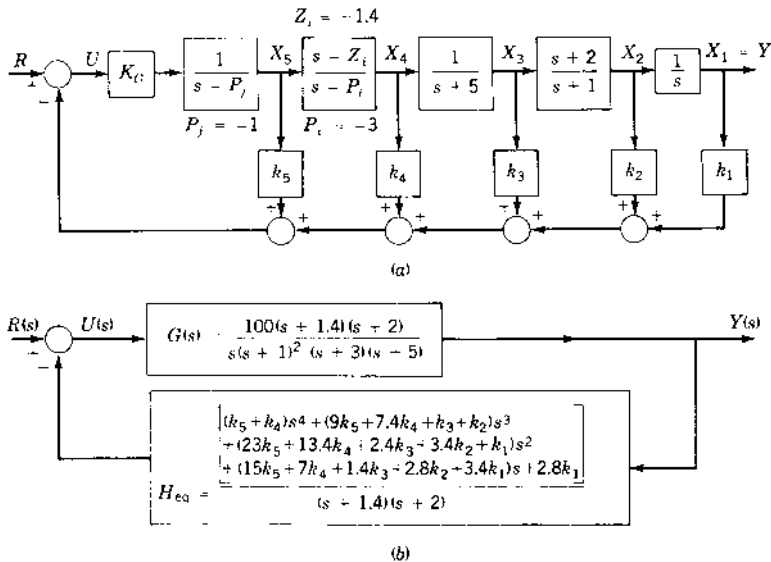 Z_i = −1.4
R U K_G 1 / (s − P_j) X_5 (s − Z_i) / (s − P_i) X_4 1 / (s + 5) X_3 (s + 2) / (s + 1) X_2 1 / s X_1 = Y
+ −
P_j = −1 P_i = −3
k_5 k_4 k_3 k_2 k_1
+ + + + + + + +
(a)
R(s) U(s) G(s) = 100(s + 1.4)(s + 2) / s(s + 1)^2 (s + 3)(s + 5) Y(s)
+ −
[(k_5 + k_4)s^4 + (9k_5 + 7.4k_4 + k_3 + k_2)s^3
+ (23k_5 + 13.4k_4 + 2.4k_3 + 3.4k_2 + k_1)s^2
+ (15k_5 + 7k_4 + 1.4k_3 + 2.8k_2 + 3.4k_1)s + 2.8k_1]
H_eq =
(s + 1.4)(s + 2)
(b)